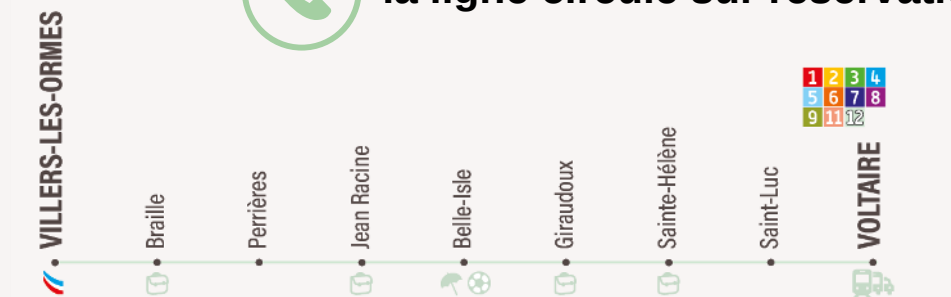 la ligne circule sur
VILLERS-LES-ORMES
Braille
Perrières
Jean Racine
Belle-Isle
Giraudoux
Sainte-Hélène
Saint-Luc
VOLTAIRE
1 2 3 4
5 6 7 8
9 11 12